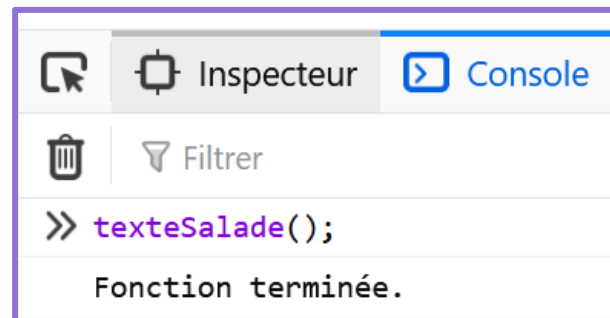 Inspecteur Console
Filtrer
>> texteSalade();
Fonction terminée.